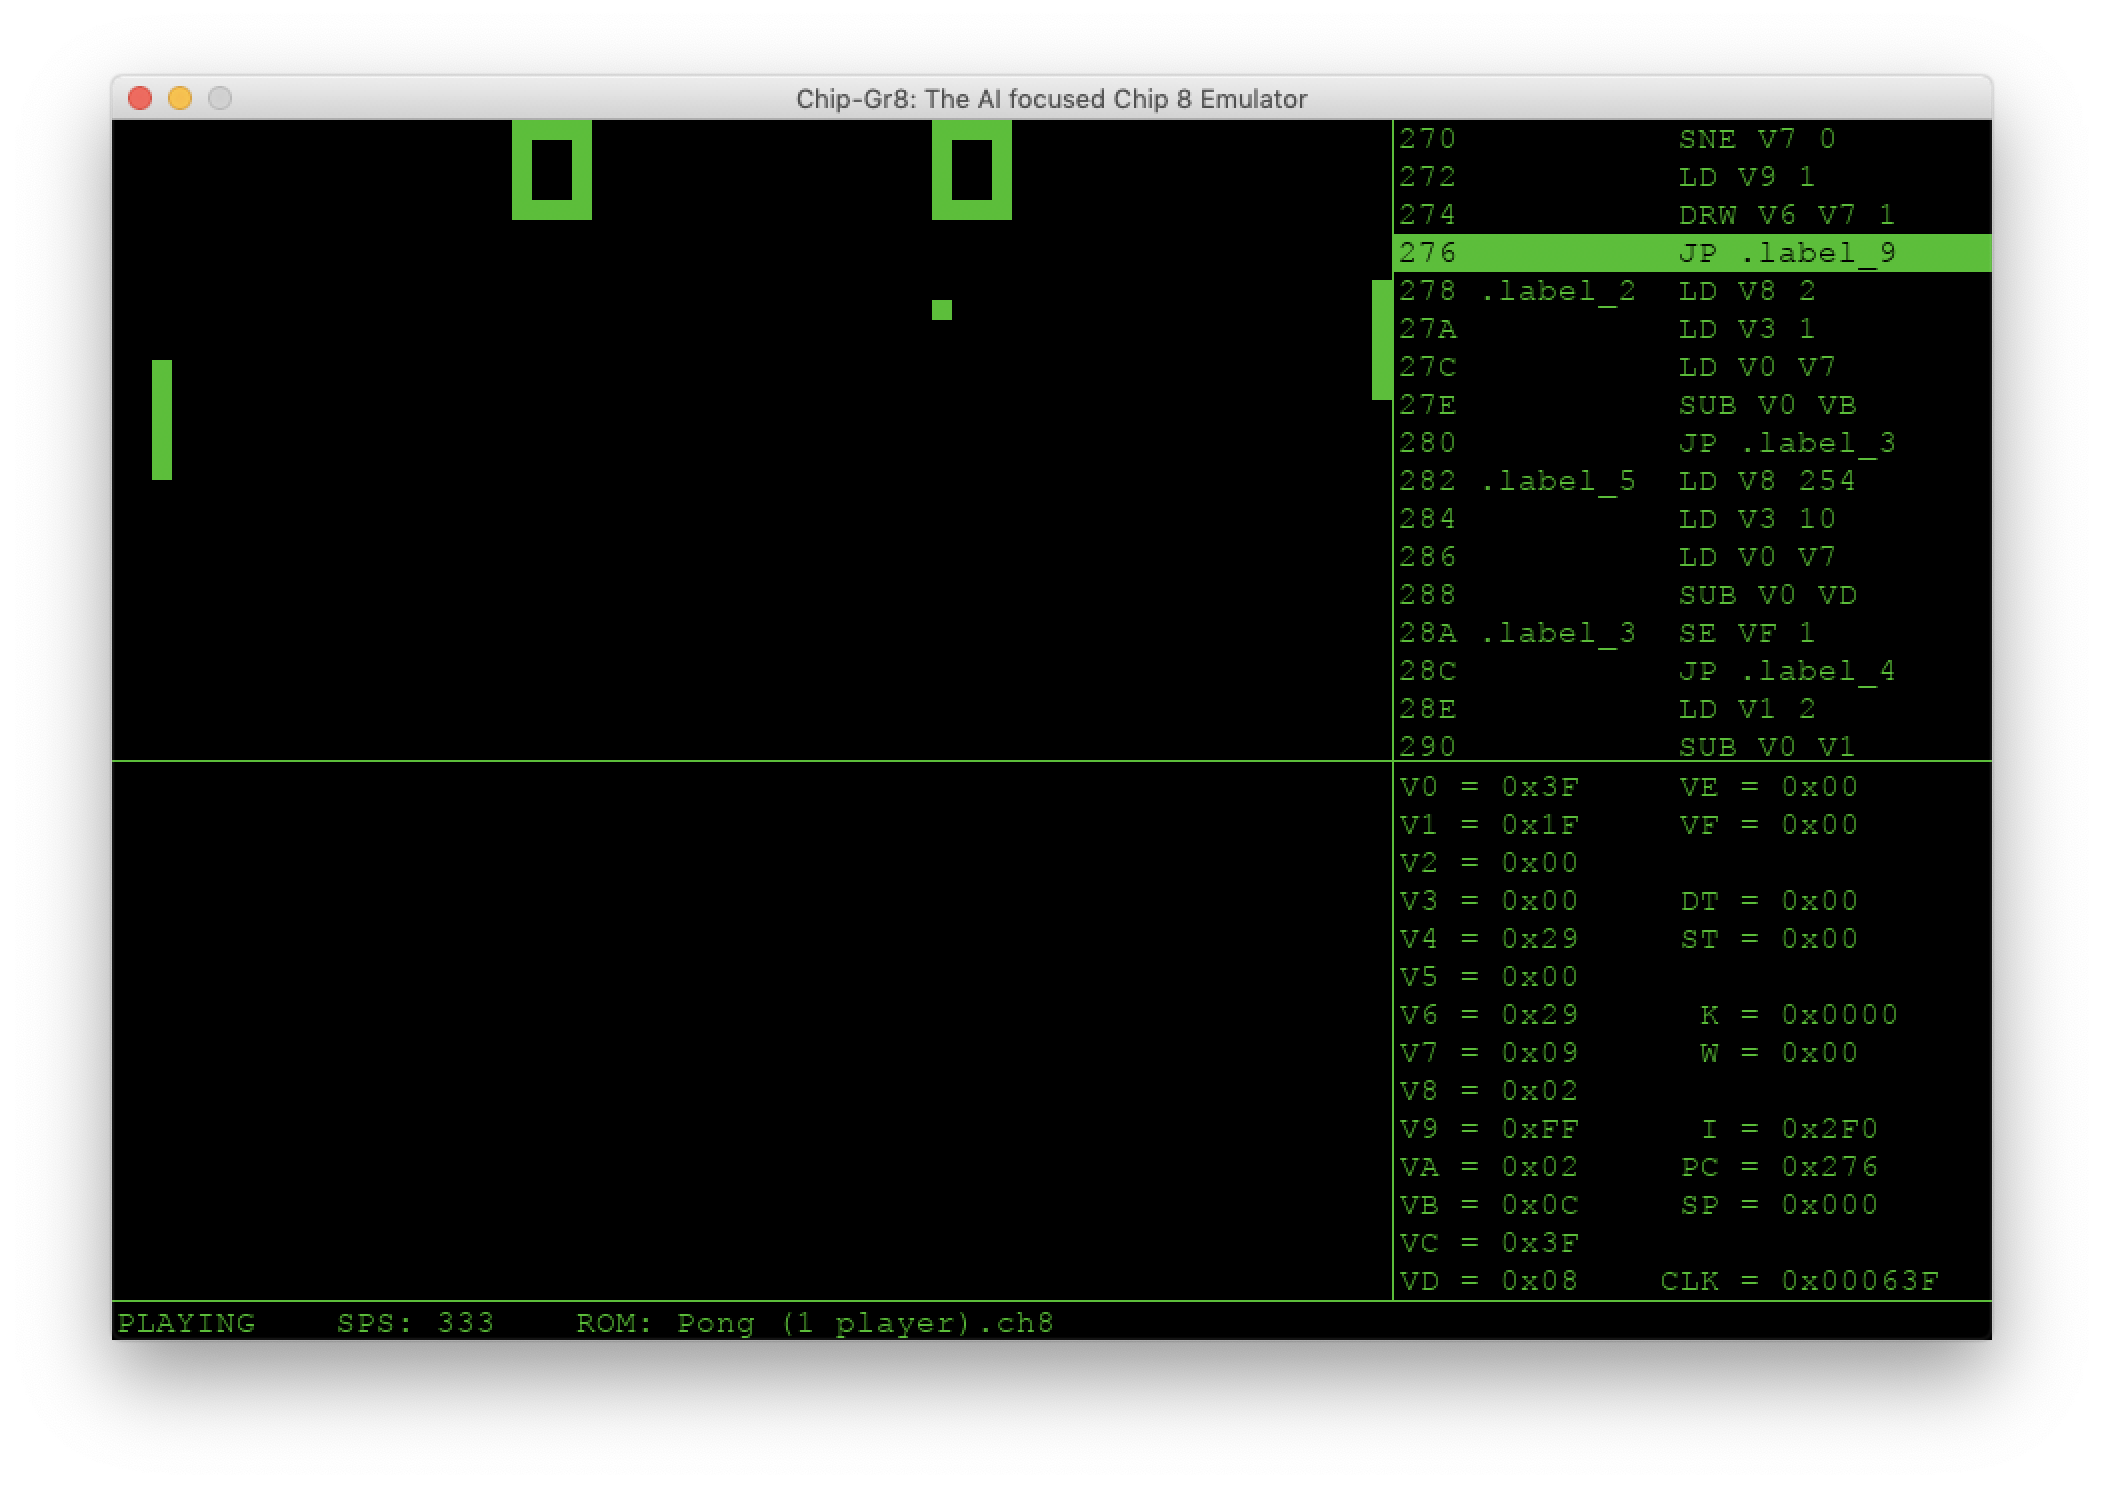 Chip-Gr8: The AI focused Chip 8 Emulator
0 0
270 SNE V7 0
272 LD V9 1
274 DRW V6 V7 1
276 JP .label_9
278 .label_2 LD V8 2
27A LD V3 1
27C LD V0 V7
27E SUB V0 VB
280 JP .label_3
282 .label_5 LD V8 254
284 LD V3 10
286 LD V0 V7
288 SUB V0 VD
28A .label_3 SE VF 1
28C JP .label_4
28E LD V1 2
290 SUB V0 V1
V0 = 0x3F VE = 0x00
V1 = 0x1F VF = 0x00
V2 = 0x00
V3 = 0x00 DT = 0x00
V4 = 0x29 ST = 0x00
V5 = 0x00
V6 = 0x29 K = 0x0000
V7 = 0x09 W = 0x00
V8 = 0x02
V9 = 0xFF I = 0x2F0
VA = 0x02 PC = 0x276
VB = 0x0C SP = 0x000
VC = 0x3F
VD = 0x08 CLK = 0x00063F
PLAYING SPS: 333 ROM: Pong (1 player).ch8